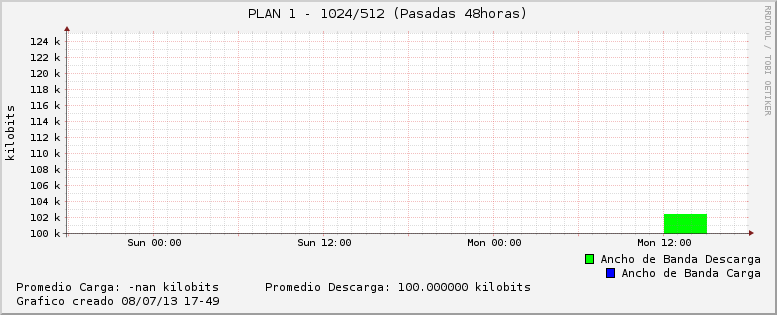 PLAN 1 - 1024/512 (Pasadas 48horas)
RRDTOOL / TOBI OETIKER
kilobits
124 k
122 k
120 k
118 k
116 k
114 k
112 k
110 k
108 k
106 k
104 k
102 k
100 k
Sun 00:00 Sun 12:00 Mon 00:00 Mon 12:00
Ancho de Banda Descarga
Ancho de Banda Carga
Promedio Carga: -nan kilobits Promedio Descarga: 100.000000 kilobits
Grafico creado 08/07/13 17-49